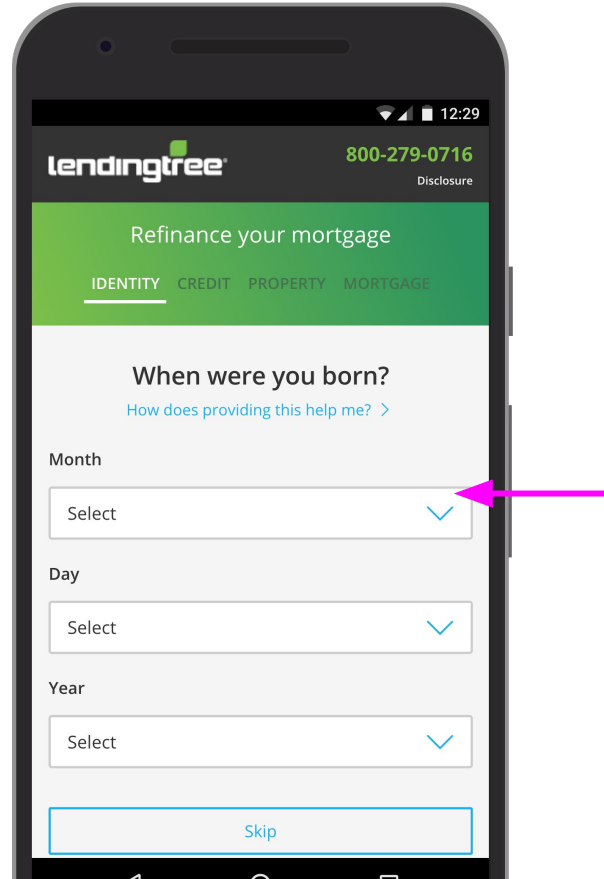 12:29
lendingtree
800-279-0716
Disclosure
Refinance your mortgage
IDENTITY CREDIT PROPERTY MORTGAGE
When were you born?
How does providing this help me? >
Month
Select
Day
Select
Year
Select
Skip